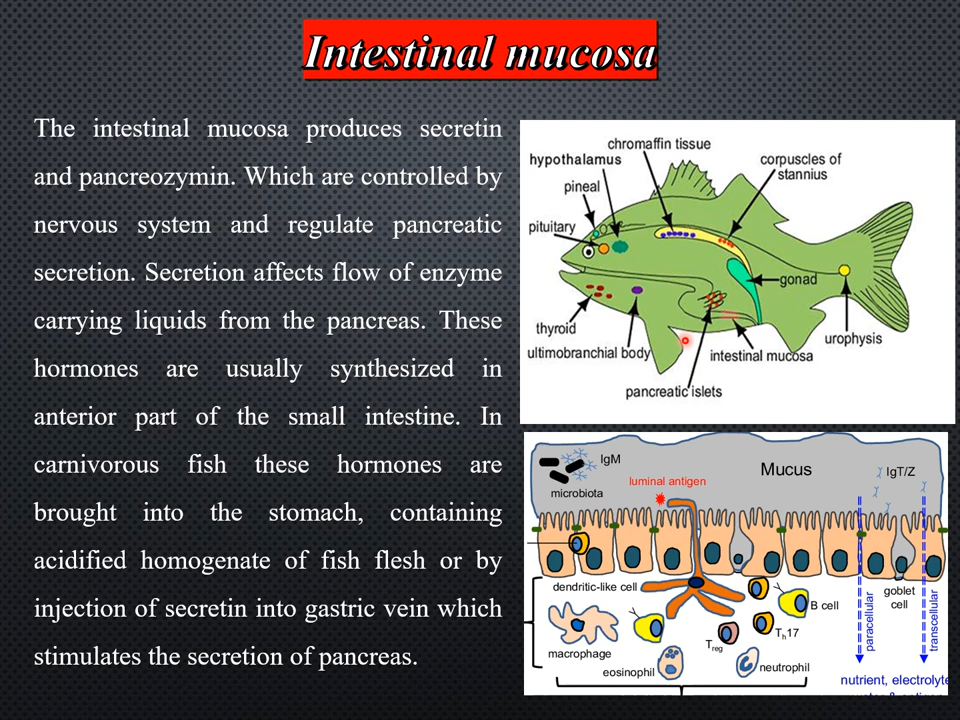 Intestinal mucosa
The intestinal mucosa produces secretin
and pancreozymin. Which are controlled by
nervous system and regulate pancreatic
secretion. Secretion affects flow of enzyme
carrying liquids from the pancreas. These
hormones are usually synthesized in
anterior part of the small intestine. In
carnivorous fish these hormones are
brought into the stomach, containing
acidified homogenate of fish flesh or by
injection of secretin into gastric vein which
stimulates the secretion of pancreas.
chromaffin tissue
hypothalamus
corpuscles of
stannius
pineal
pituitary
gonad
thyroid
urophysis
ultimobranchial body
intestinal mucosa
pancreatic islets
IgM
Mucus
IgT/Z
luminal antigen
microbiota
dendritic-like cell
goblet
cell
B cell
paracellular
transcellular
Th17
Treg
macrophage
eosinophil
neutrophil
nutrient, electrolyte